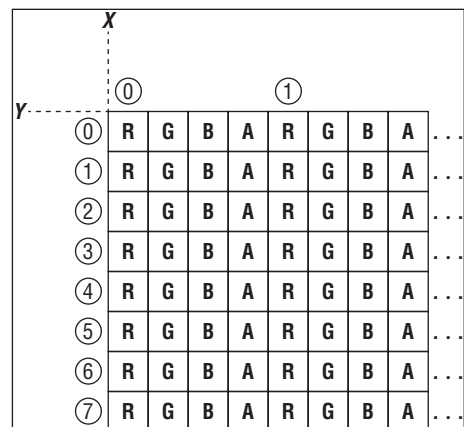 X
0 1
Y
0 R G B A R G B A ...
1 R G B A R G B A ...
2 R G B A R G B A ...
3 R G B A R G B A ...
4 R G B A R G B A ...
5 R G B A R G B A ...
6 R G B A R G B A ...
7 R G B A R G B A ...